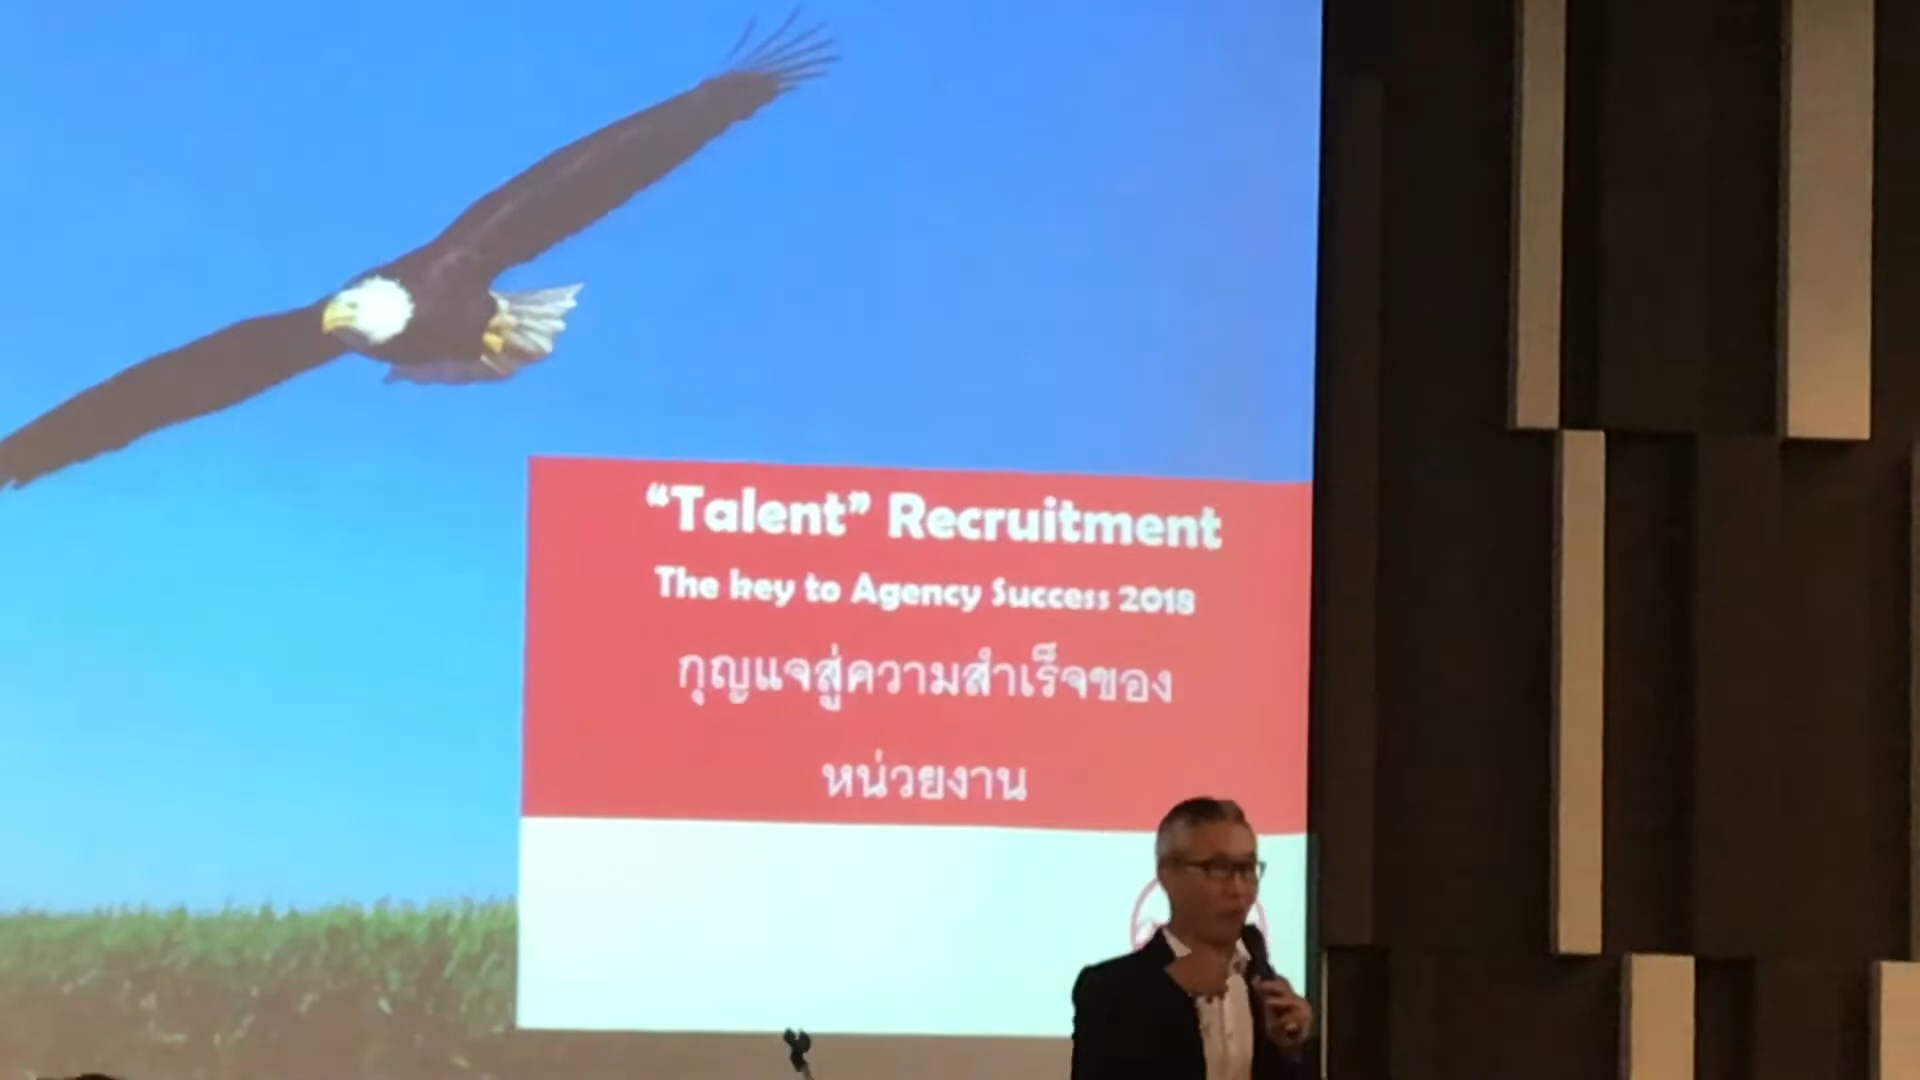 “Talent” Recruitment
The key to Agency Success 2018
กุญแจสู่ความสำเร็จของ
หน่วยงาน